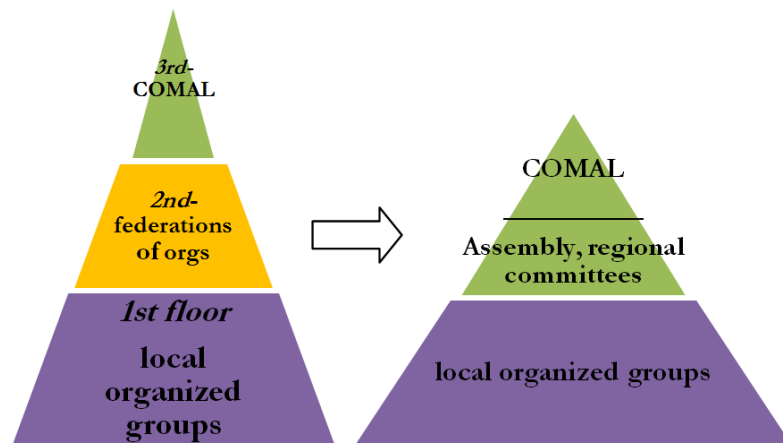 3rd-
COMAL
2nd-
federations
of orgs
1st floor
local
organized
groups
COMAL
Assembly, regional
committees
local organized groups